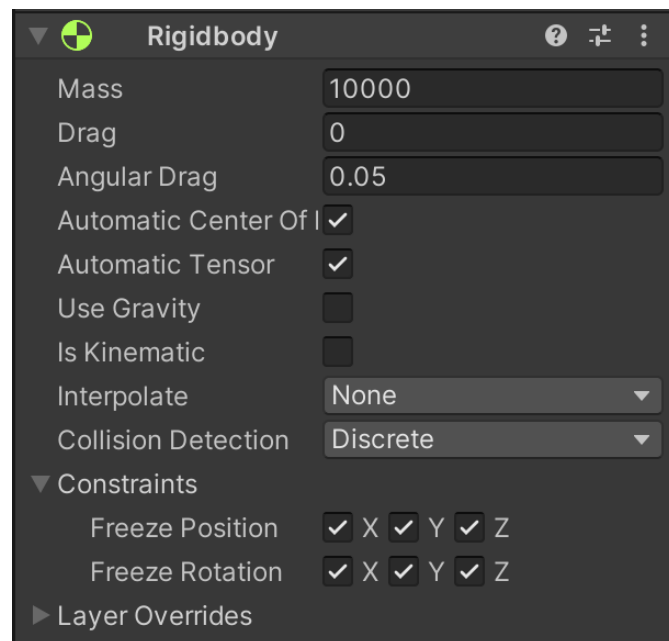 Rigidbody
Mass 10000
Drag 0
Angular Drag 0.05
Automatic Center Of
Automatic Tensor
Use Gravity
Is Kinematic
Interpolate None
Collision Detection Discrete
Constraints
Freeze Position X Y Z
Freeze Rotation X Y Z
Layer Overrides